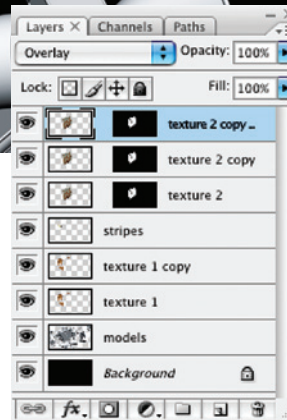 Layers × Channels Paths
Overlay Opacity: 100%
Lock: Fill: 100%
texture 2 copy ..
texture 2 copy
texture 2
stripes
texture 1 copy
texture 1
models
Background
fx.